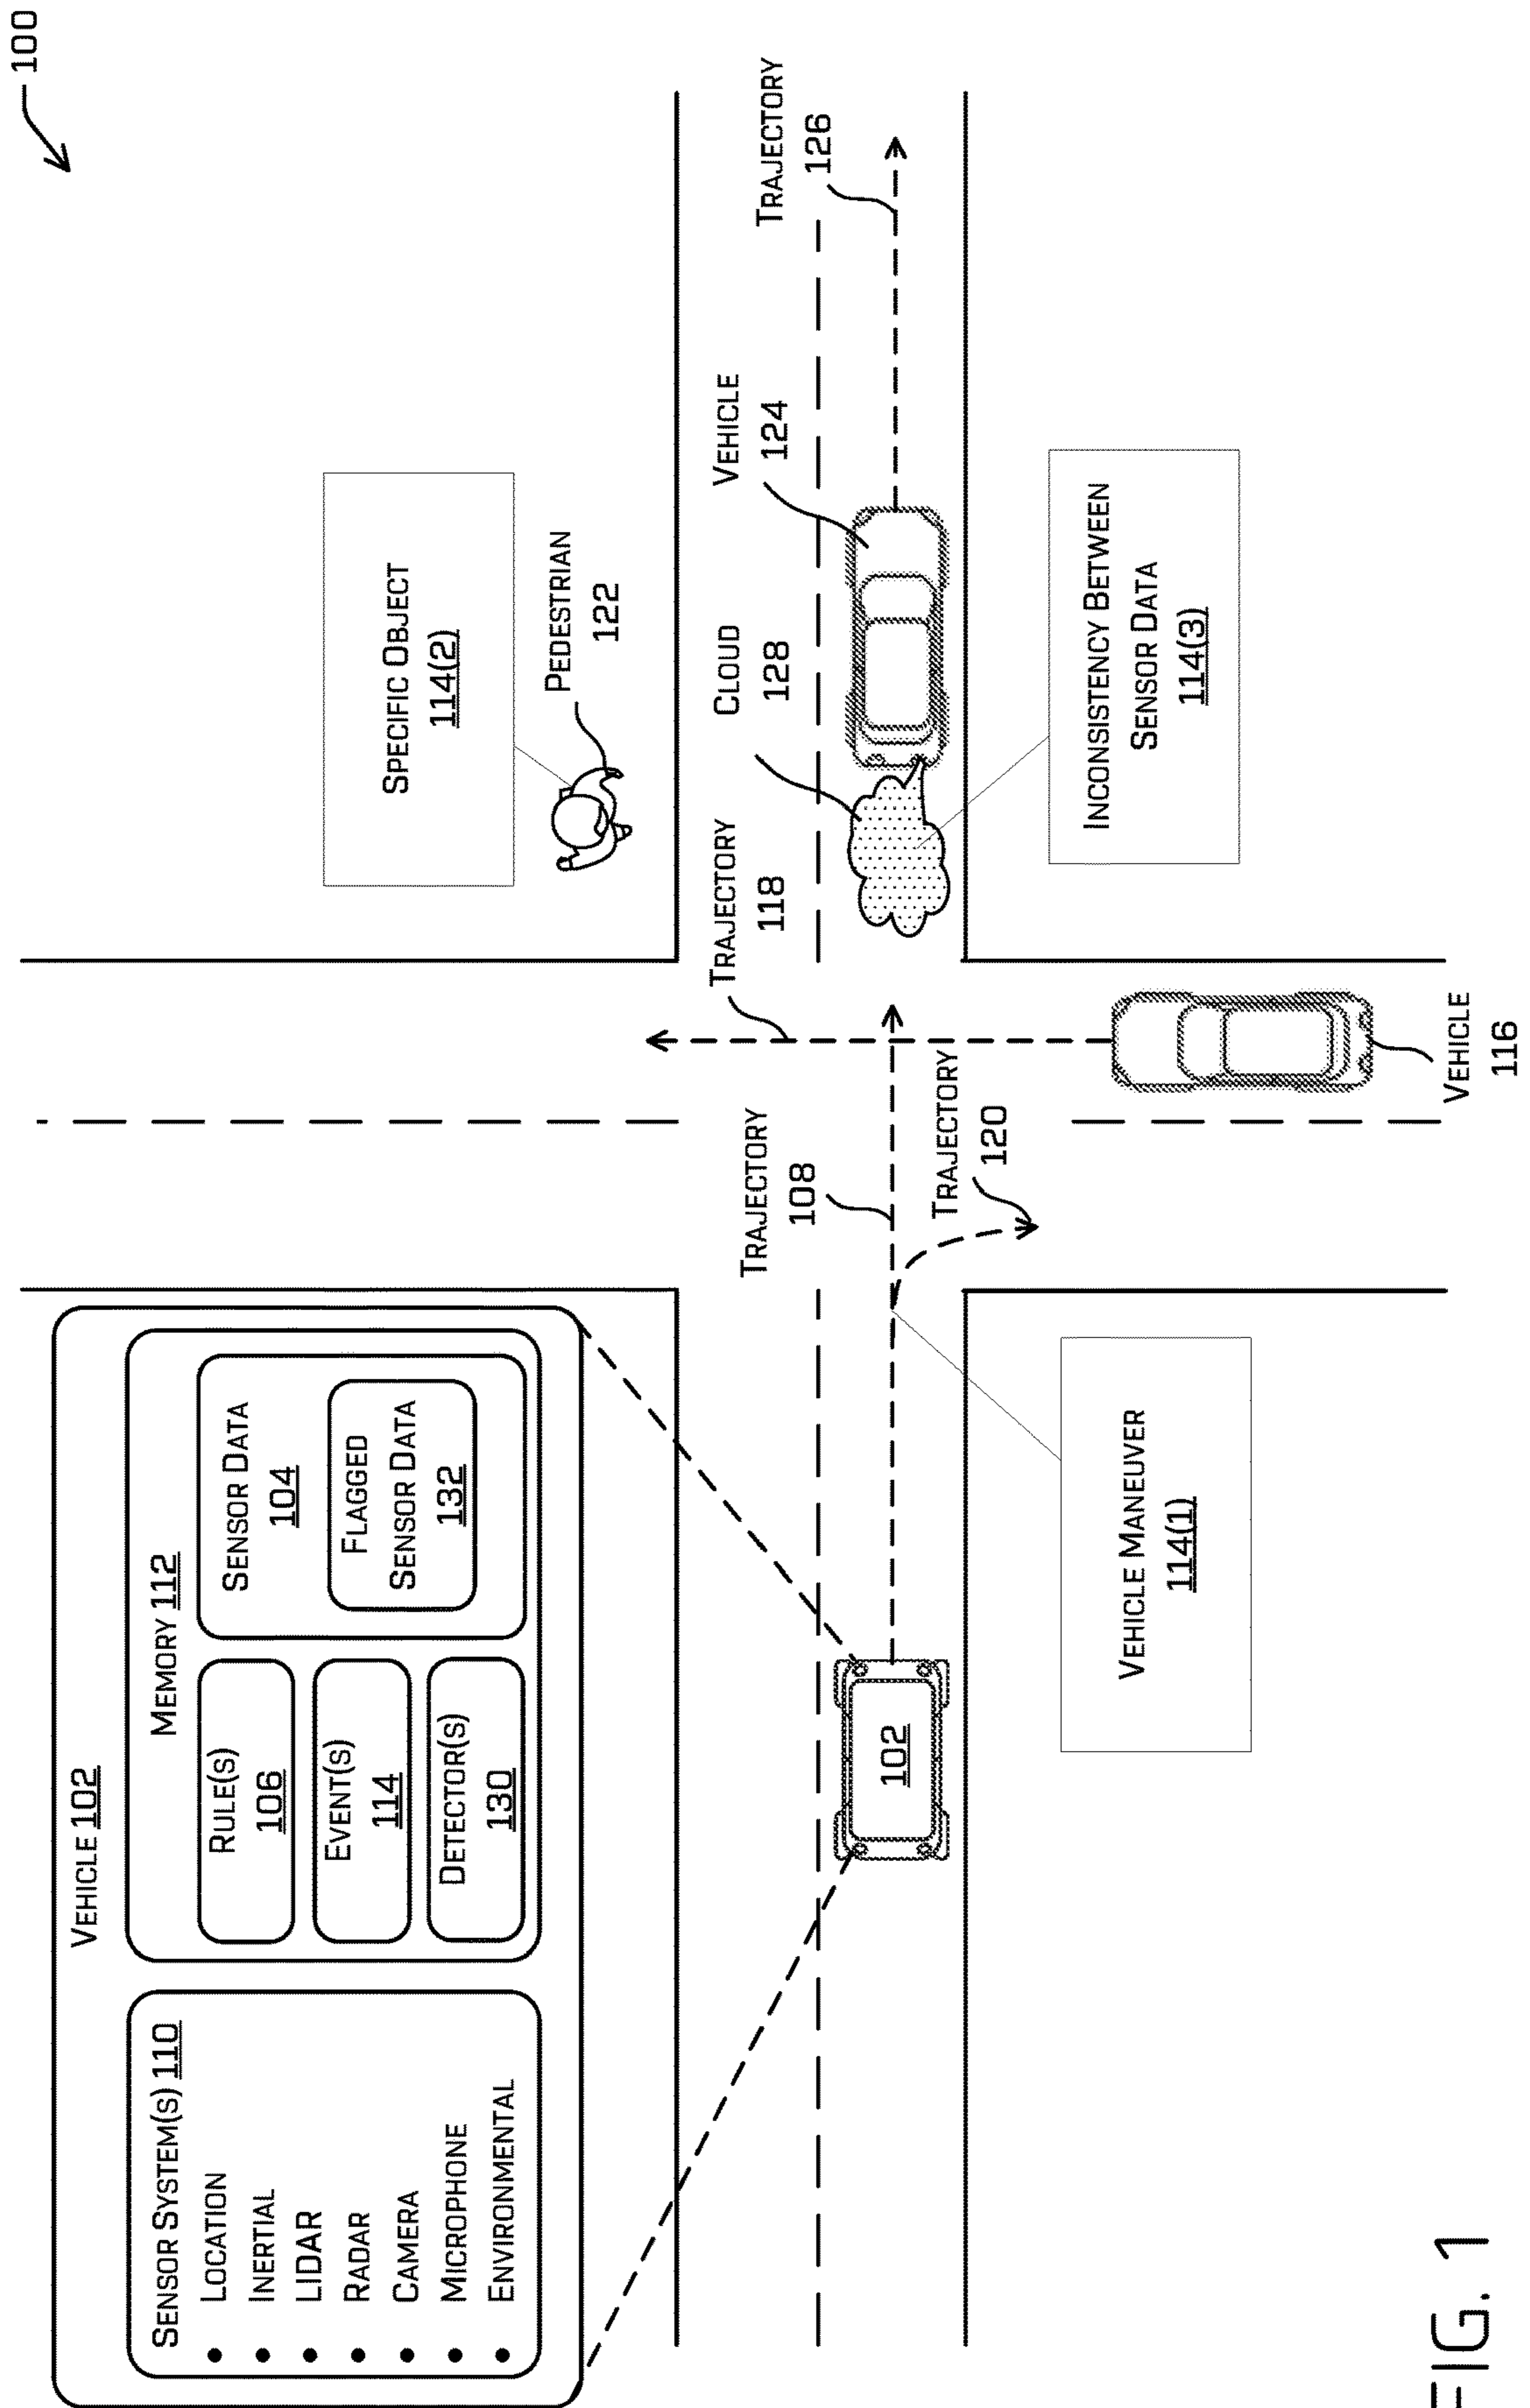 100
VEHICLE 102
SENSOR SYSTEM(S) 110
• LOCATION
• INERTIAL
• LIDAR
• RADAR
• CAMERA
• MICROPHONE
• ENVIRONMENTAL
MEMORY 112
RULE(S)
106
EVENT(S)
114
DETECTOR(S)
130
SENSOR DATA
104
FLAGGED
SENSOR DATA
132
SPECIFIC OBJECT
114(2)
PEDESTRIAN
122
TRAJECTORY
108
TRAJECTORY
118
CLOUD
128
VEHICLE
124
TRAJECTORY
126
102
TRAJECTORY
120
VEHICLE MANEUVER
114(1)
INCONSISTENCY BETWEEN
SENSOR DATA
114(3)
VEHICLE
116
FIG. 1